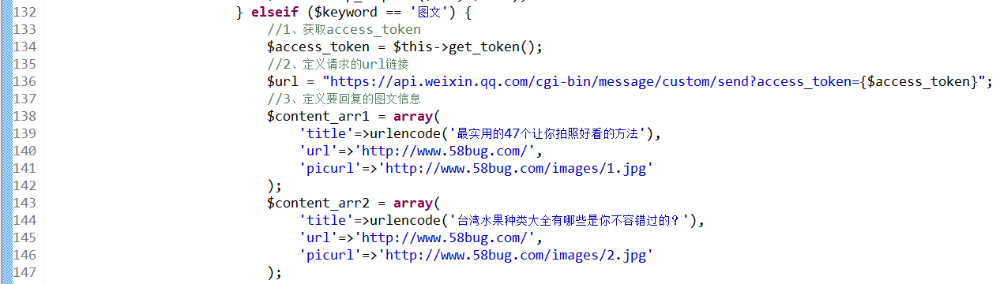 132 } elseif ($keyword == '图文') {
133 //1、获取access_token
134 $access_token = $this->get_token();
135 //2、定义请求的url链接
136 $url = "https://api.weixin.qq.com/cgi-bin/message/custom/send?access_token={$access_token}";
137 //3、定义要回复的图文信息
138 $content_arr1 = array(
139 'title'=>urlencode('最实用的47个让你拍照好看的方法'),
140 'url'=>'http://www.58bug.com/',
141 'picurl'=>'http://www.58bug.com/images/1.jpg'
142 );
143 $content_arr2 = array(
144 'title'=>urlencode('台湾水果种类大全有哪些是你不容错过的？'),
145 'url'=>'http://www.58bug.com/',
146 'picurl'=>'http://www.58bug.com/images/2.jpg'
147 );